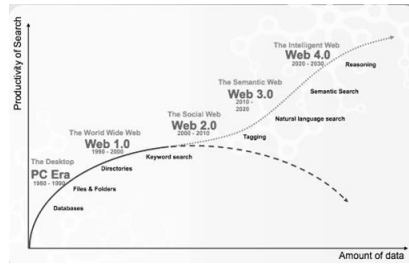 Productivity of Search
The Intelligent Web
Web 4.0
2020 - 2030
Reasoning
The Semantic Web
Web 3.0
2010 -
2020
Semantic Search
The Social Web
Web 2.0
2000 - 2010
Natural language search
The World Wide Web
Web 1.0
1990 - 2000
Tagging
Keyword search
The Desktop
PC Era
1980 - 1990
Directories
Files & Folders
Databases
Amount of data